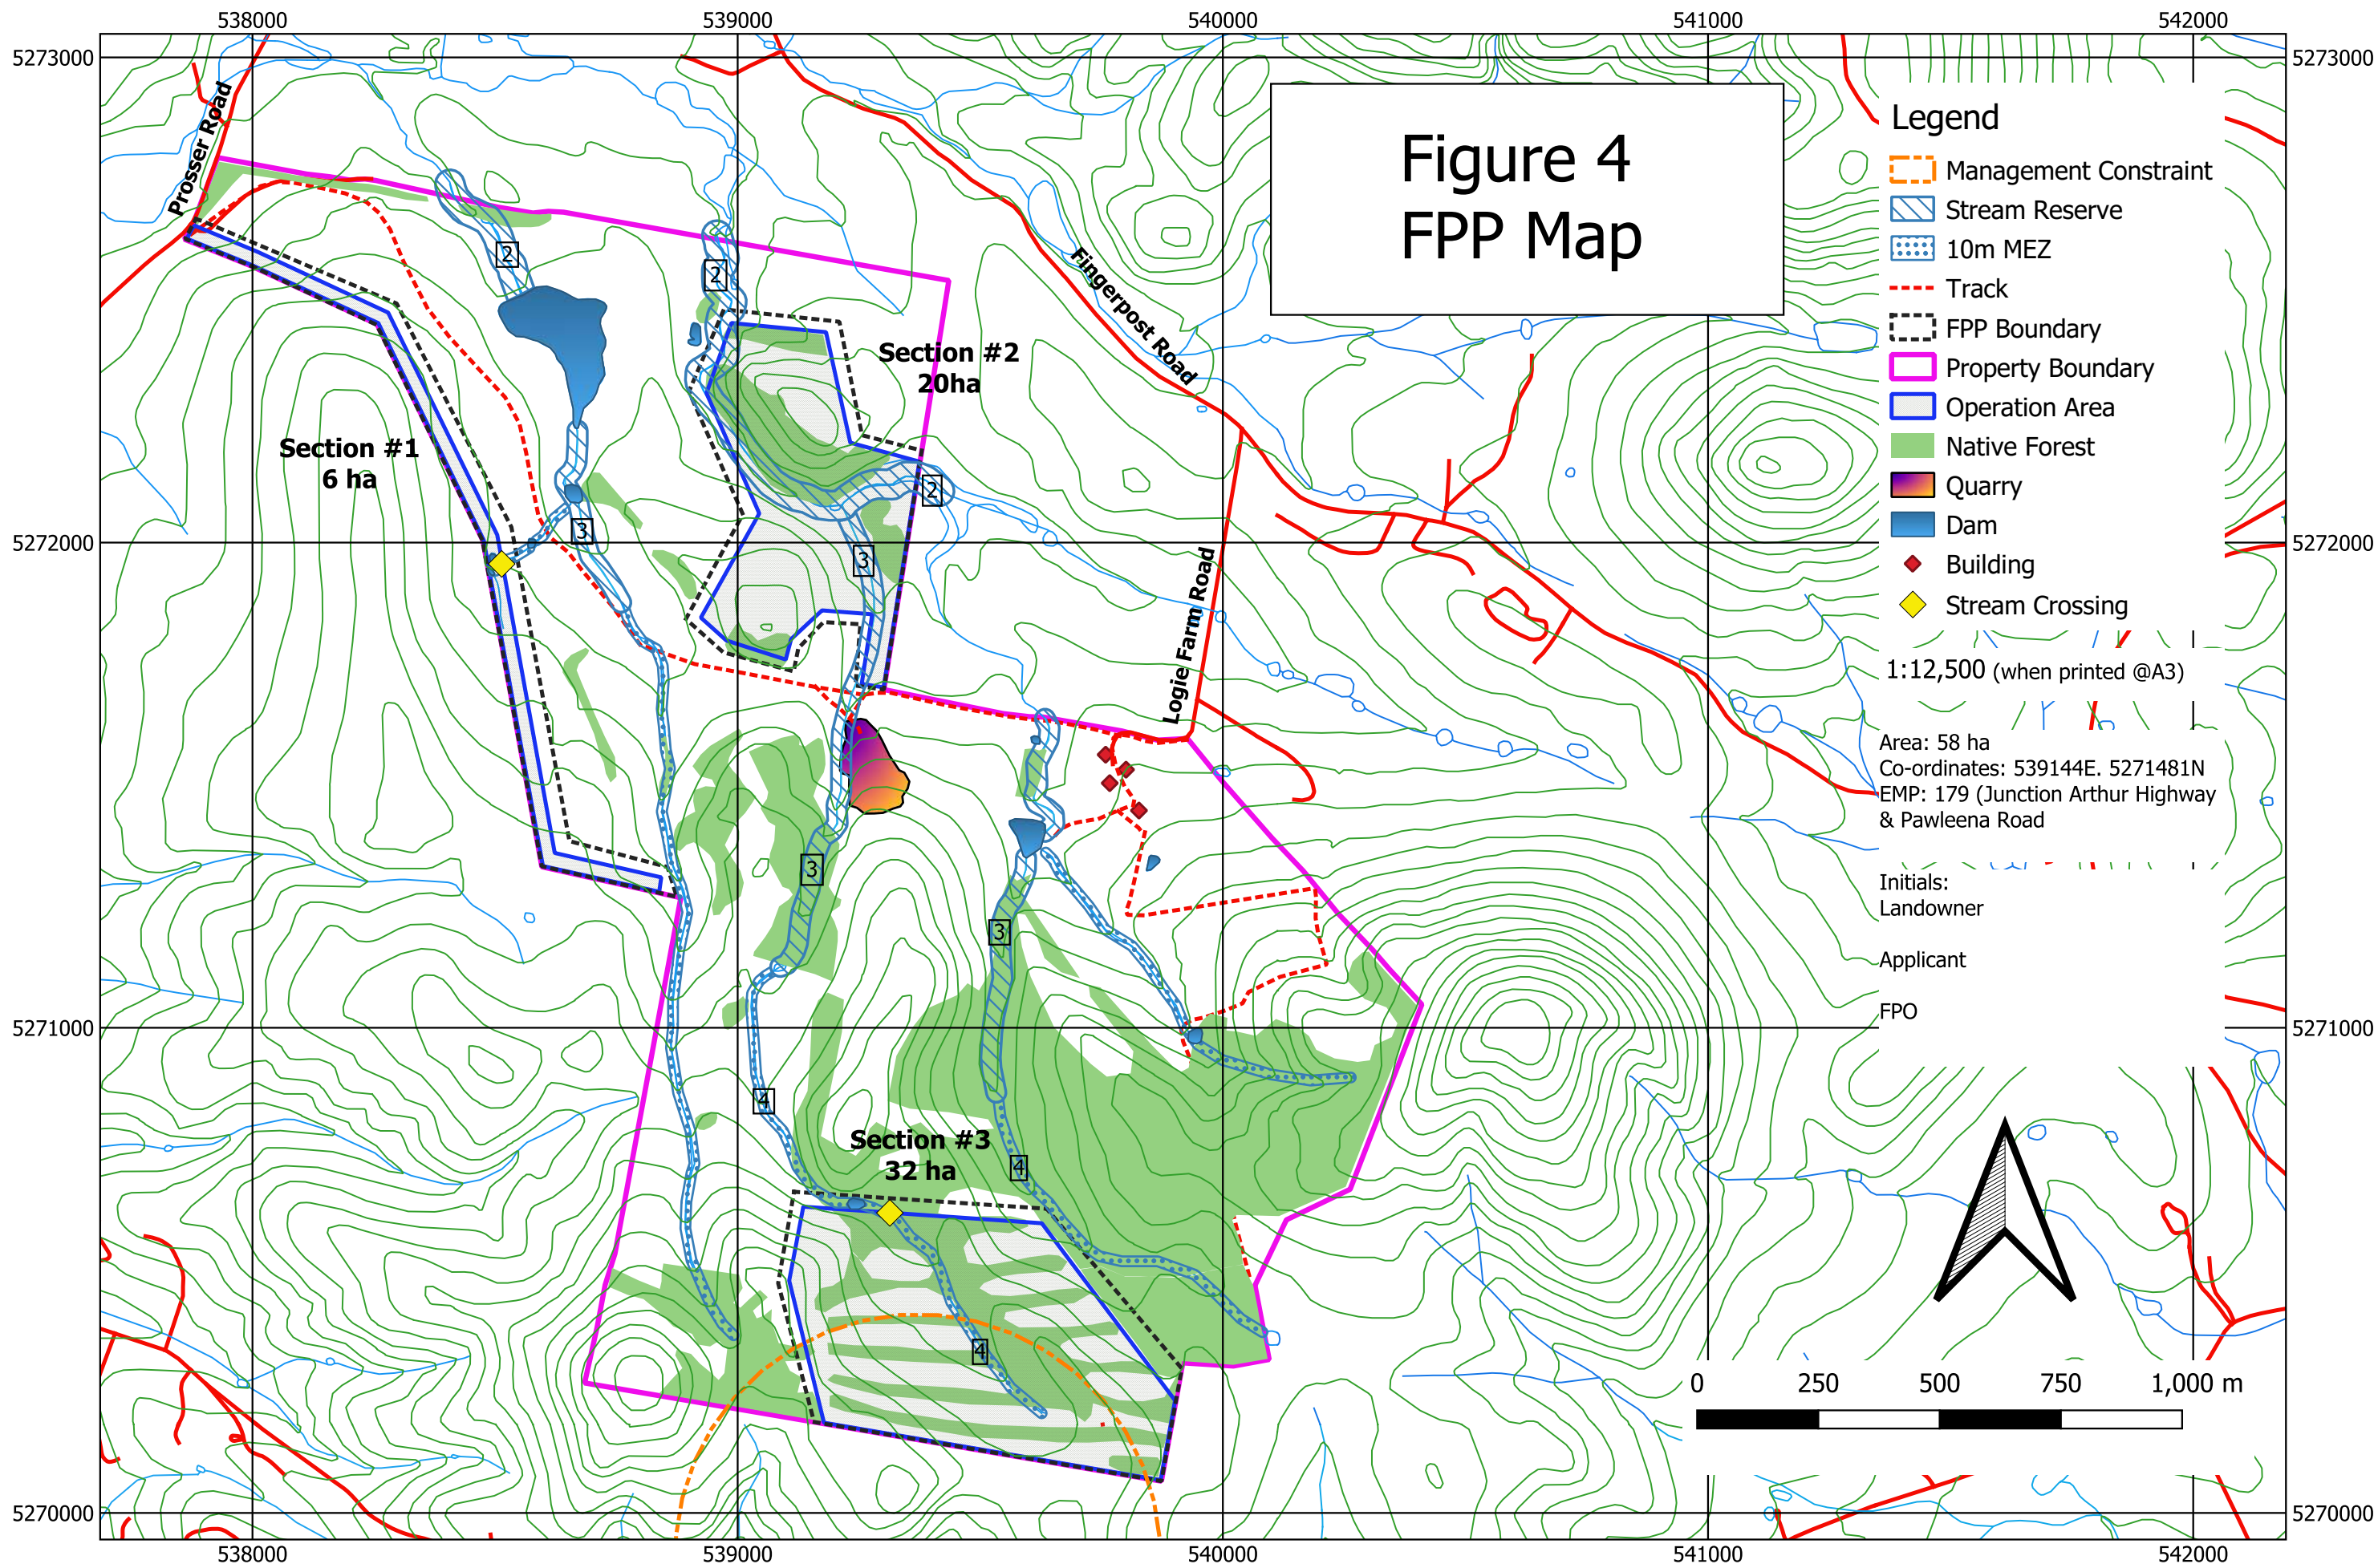 538000
539000
540000
541000
542000
5273000
5273000
Figure 4
FPP Map
Legend
Management Constraint
Stream Reserve
10m MEZ
Track
FPP Boundary
Property Boundary
Operation Area
Native Forest
Quarry
Dam
Building
Stream Crossing
1:12,500 (when printed @A3)
Area: 58 ha
Co-ordinates: 539144E. 5271481N
EMP: 179 (Junction Arthur Highway
& Pawleena Road
Initials:
Landowner
Applicant
FPO
Prosser Road
Fingerpost Road
2
2
Section #2
20ha
Section #1
6 ha
2
3
3
5272000
5272000
Logie Farm Road
3
3
5271000
5271000
4
Section #3
32 ha
4
4
0
250
500
750
1,000 m
5270000
5270000
538000
539000
540000
541000
542000